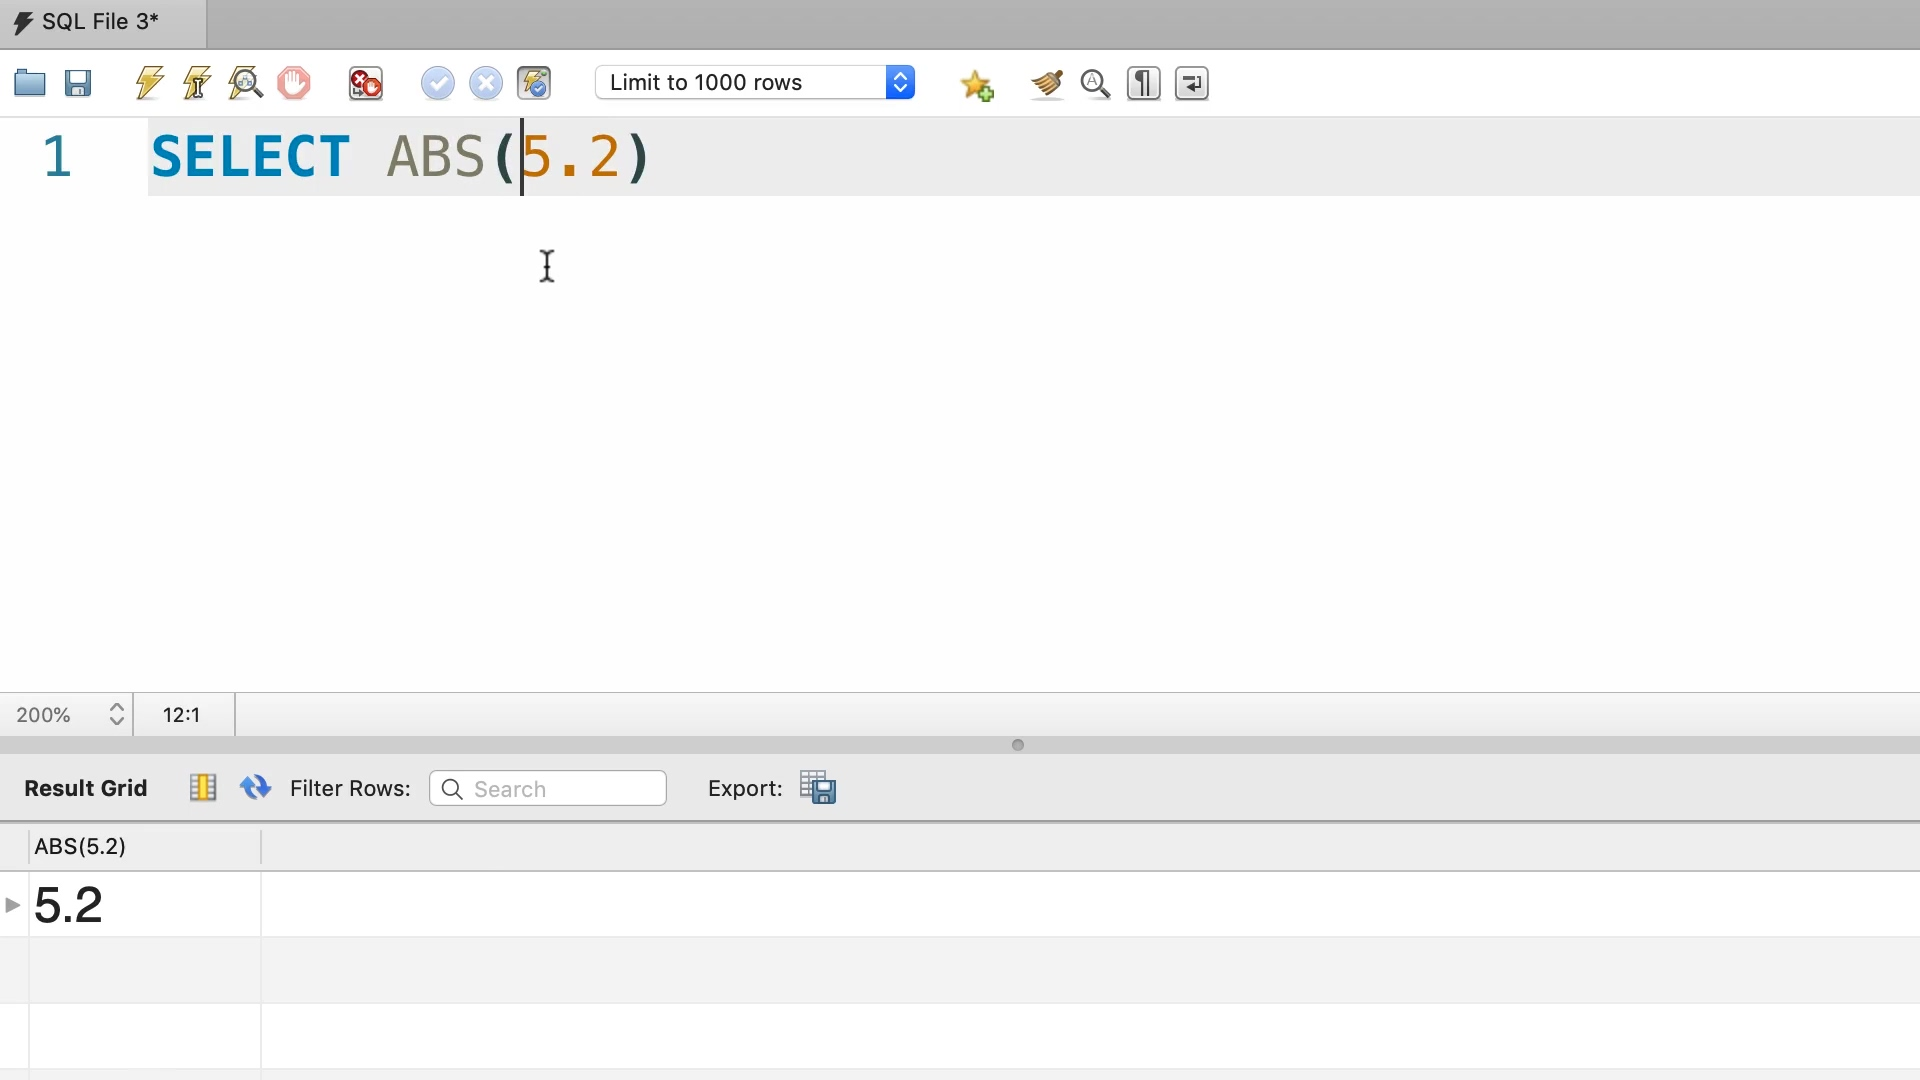 SQL File 3*
Limit to 1000 rows
1 SELECT ABS(5.2)
200% 12:1
Result Grid Filter Rows: Search Export:
ABS(5.2)
5.2